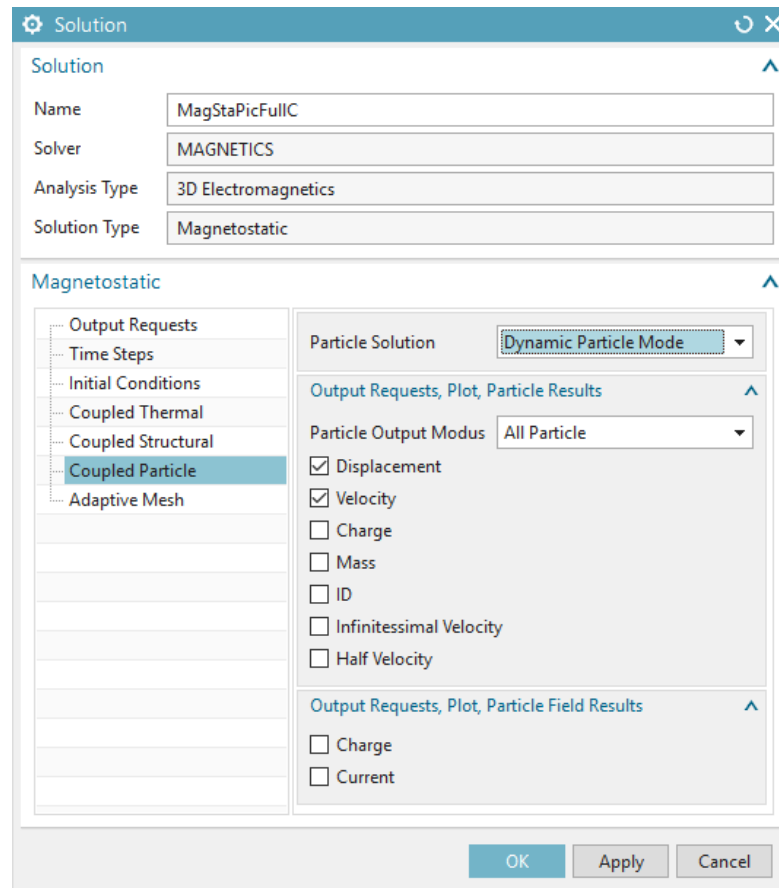 Solution
Solution
Name MagStaPicFullC
Solver MAGNETICS
Analysis Type 3D Electromagnetics
Solution Type Magnetostatic
Magnetostatic
Output Requests
Time Steps
Initial Conditions
Coupled Thermal
Coupled Structural
Coupled Particle
Adaptive Mesh
Particle Solution Dynamic Particle Mode
Output Requests, Plot, Particle Results
Particle Output Modus All Particle
Displacement
Velocity
Charge
Mass
ID
Infinitessimal Velocity
Half Velocity
Output Requests, Plot, Particle Field Results
Charge
Current
OK Apply Cancel